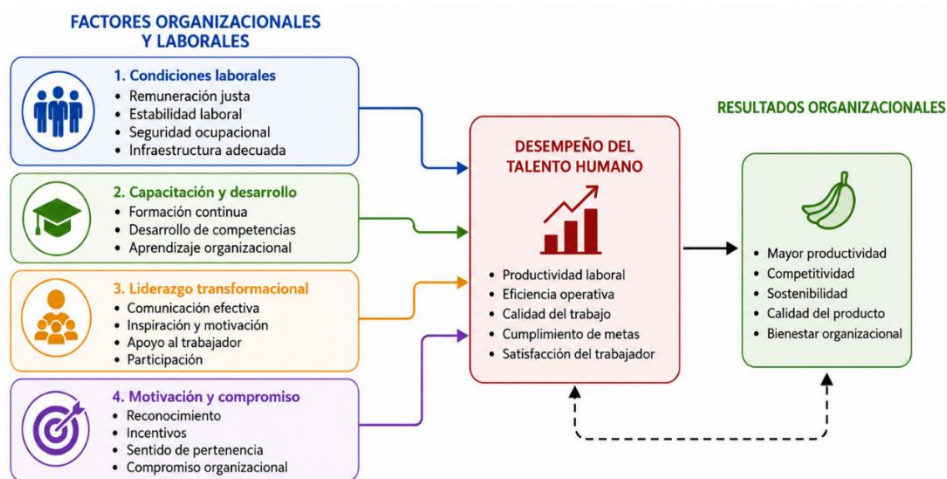 FACTORES ORGANIZACIONALES
Y LABORALES
1. Condiciones laborales
• Remuneración justa
• Estabilidad laboral
• Seguridad ocupacional
• Infraestructura adecuada
2. Capacitación y desarrollo
• Formación continua
• Desarrollo de competencias
• Aprendizaje organizacional
3. Liderazgo transformacional
• Comunicación efectiva
• Inspiración y motivación
• Apoyo al trabajador
• Participación
4. Motivación y compromiso
• Reconocimiento
• Incentivos
• Sentido de pertenencia
• Compromiso organizacional
DESEMPEÑO DEL
TALENTO HUMANO
• Productividad laboral
• Eficiencia operativa
• Calidad del trabajo
• Cumplimiento de metas
• Satisfacción del trabajador
RESULTADOS ORGANIZACIONALES
• Mayor productividad
• Competitividad
• Sostenibilidad
• Calidad del producto
• Bienestar organizacional